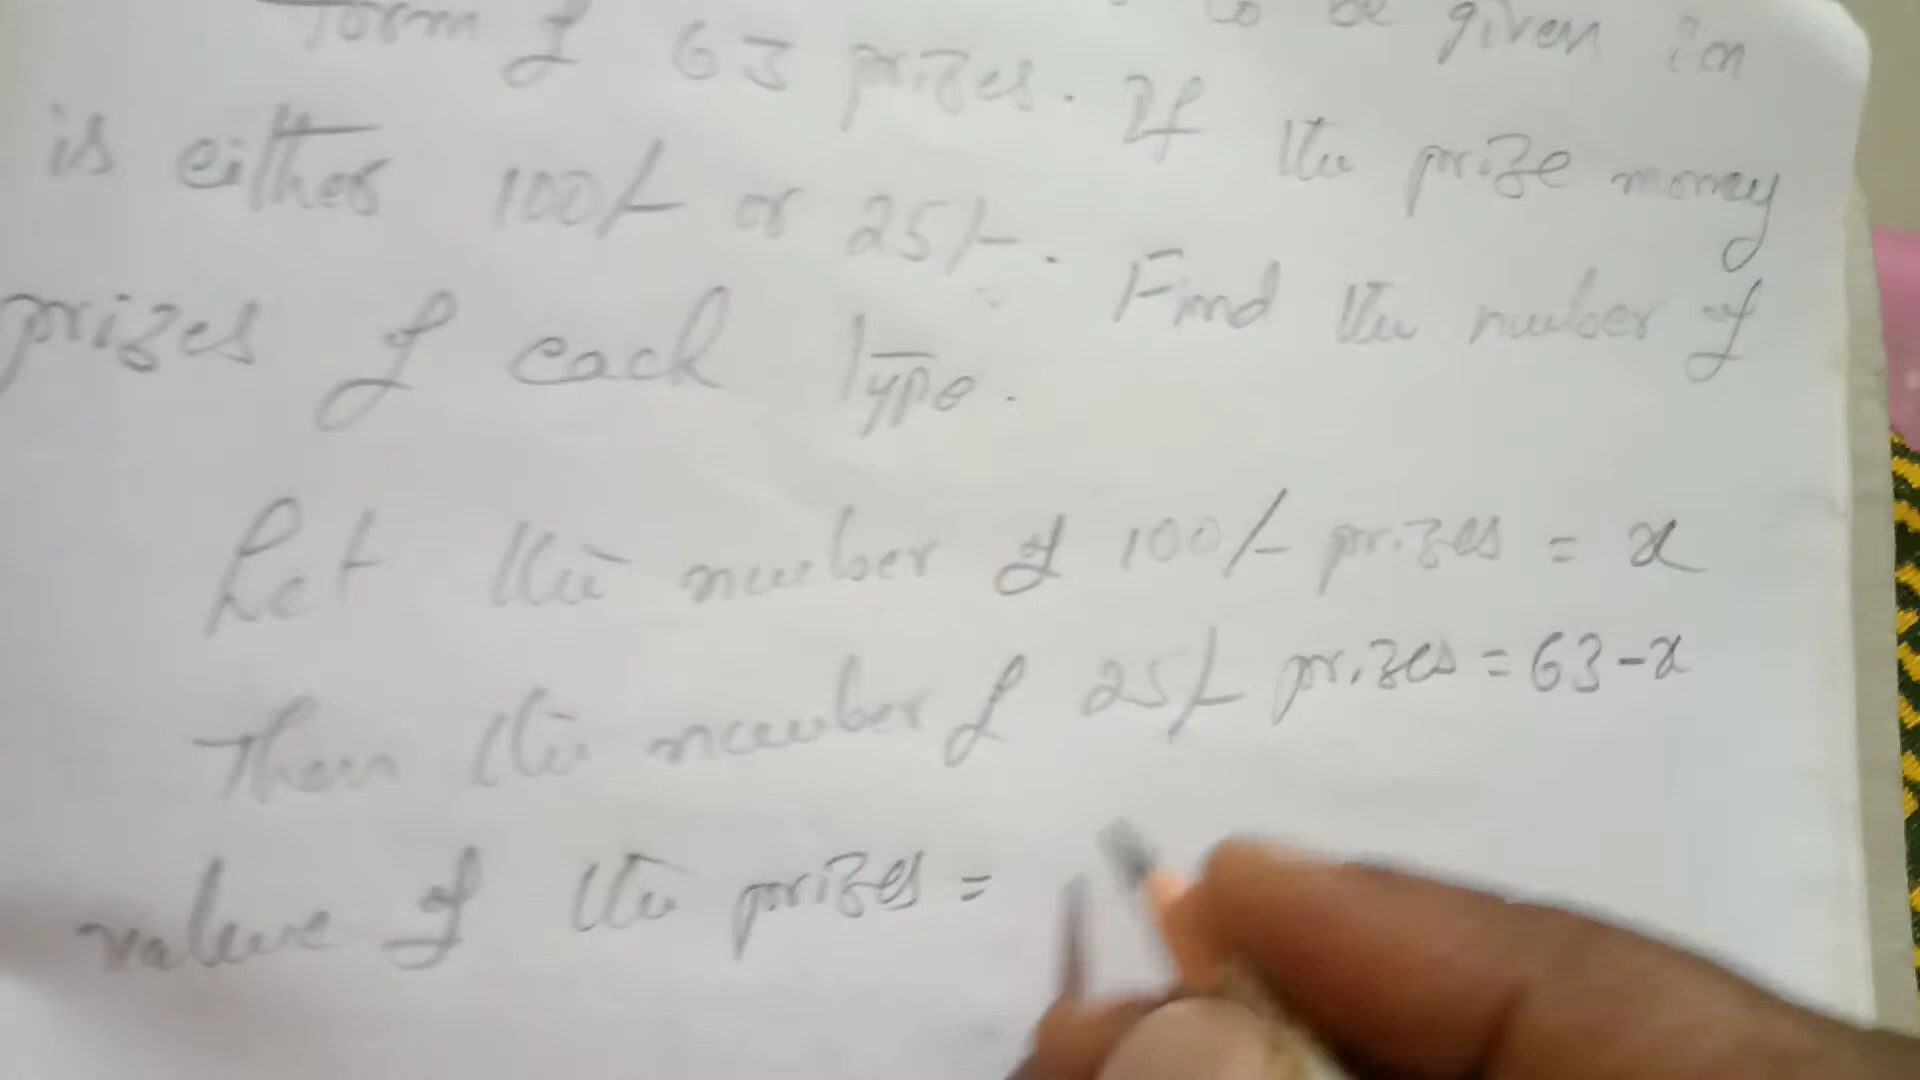 to be given in
form of 63 prizes. If the prize money
is either 100/- or 25/-. Find the number of
prizes of each Type.
Let the number of 100/- prizes = x
Then the number of 25/- prizes = 63-x
value of the prizes =